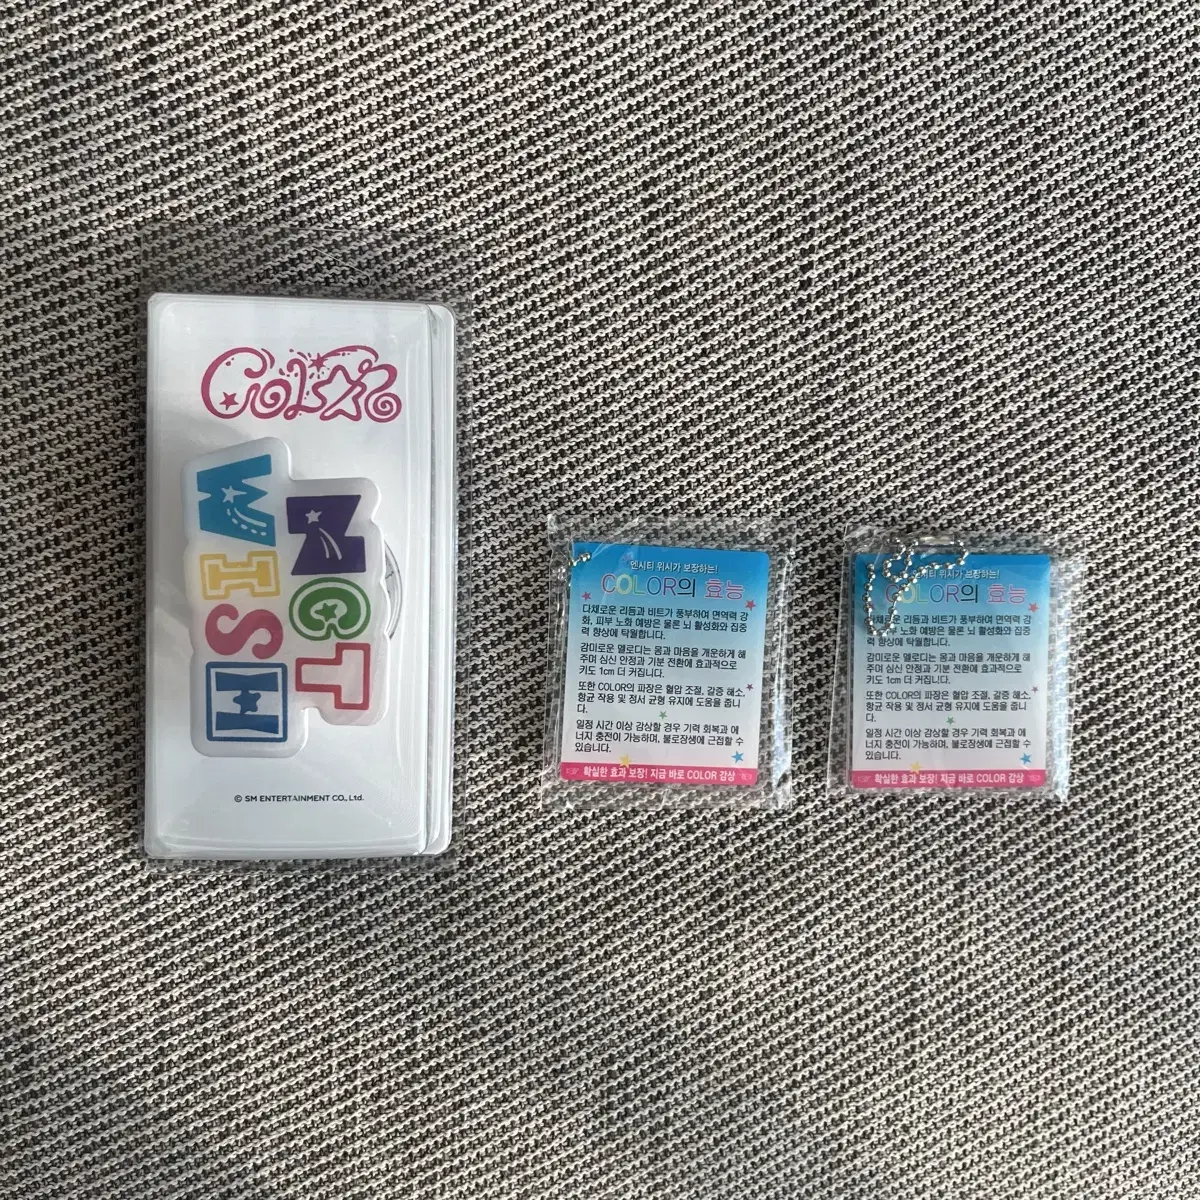 COLOR
NCT
WISH
© SM ENTERTAINMENT CO., Ltd.
엔시티 위시가 보장하는!
COLOR의 효능
다채로운 리듬과 비트가 풍부하여 면역력 강
화, 피부 노화 예방은 물론 뇌 활성화와 집중
력 향상에 탁월합니다.
감미로운 멜로디는 몸과 마음을 개운하게 해
주며 심신 안정과 기분 전환에 효과적으로
키도 1cm 더 커집니다.
또한 COLOR의 파장은 혈압 조절, 갈증 해소,
항균 작용 및 정서 균형 유지에 도움을 줍니
다.
일정 시간 이상 감상할 경우 기력 회복과 에
너지 충전이 가능하며, 불로장생에 근접할 수
있습니다.
확실한 효과 보장! 지금 바로 COLOR 감상
엔시티 위시가 보장하는!
COLOR의 효능
다채로운 리듬과 비트가 풍부하여 면역력 강
화, 피부 노화 예방은 물론 뇌 활성화와 집중
력 향상에 탁월합니다.
감미로운 멜로디는 몸과 마음을 개운하게 해
주며 심신 안정과 기분 전환에 효과적으로
키도 1cm 더 커집니다.
또한 COLOR의 파장은 혈압 조절, 갈증 해소,
항균 작용 및 정서 균형 유지에 도움을 줍니
다.
일정 시간 이상 감상할 경우 기력 회복과 에
너지 충전이 가능하며, 불로장생에 근접할 수
있습니다.
확실한 효과 보장! 지금 바로 COLOR 감상